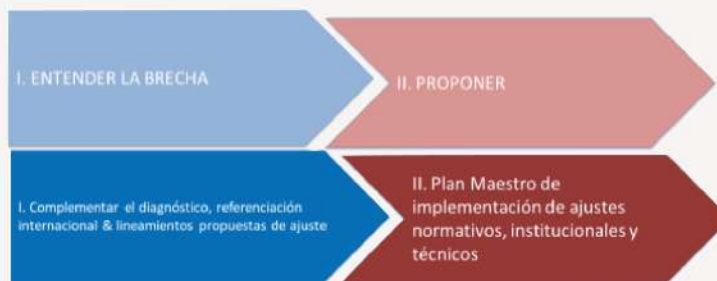 I. ENTENDER LA BRECHA
II. PROPONER
I. Complementar el diagnóstico, referenciación
internacional & lineamientos propuestas de ajuste
II. Plan Maestro de
implementación de ajustes
normativos, institucionales y
técnicos